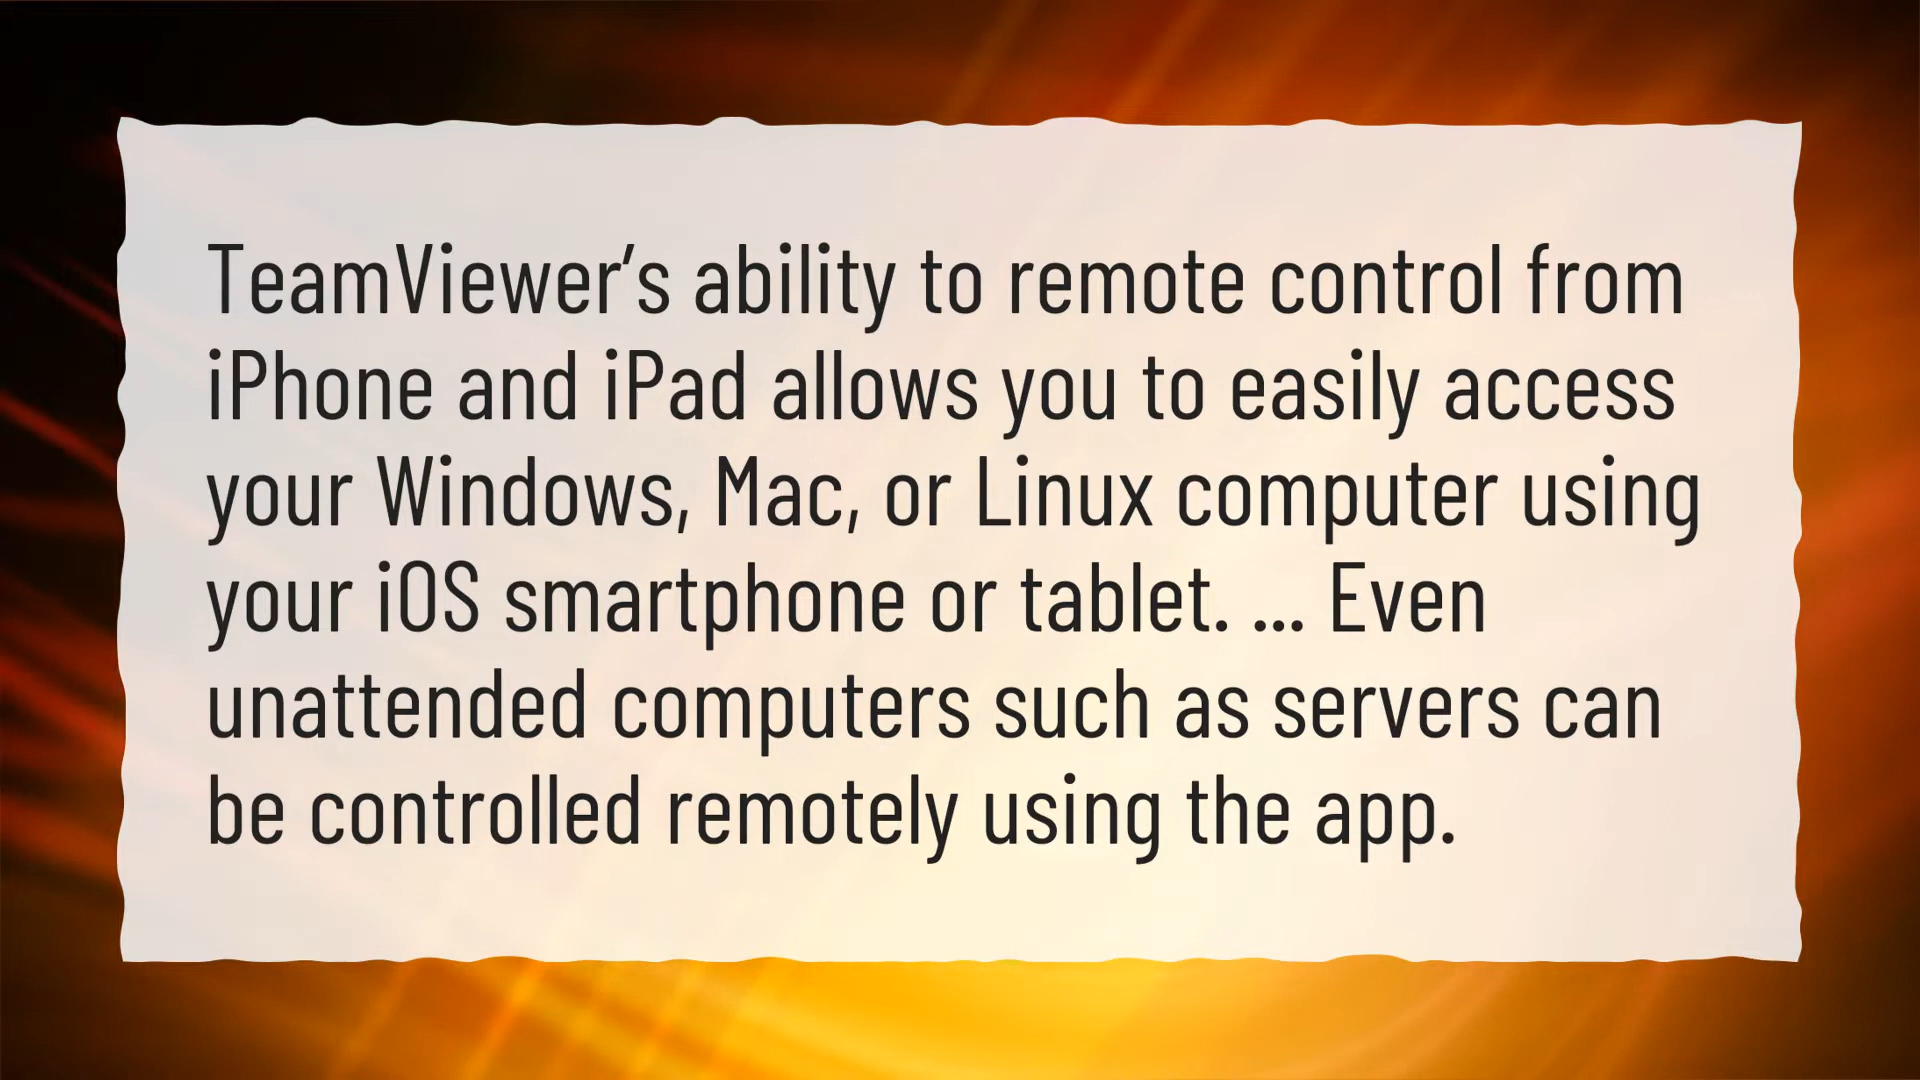 TeamViewer’s ability to remote control from
iPhone and iPad allows you to easily access
your Windows, Mac, or Linux computer using
your iOS smartphone or tablet. ... Even
unattended computers such as servers can
be controlled remotely using the app.